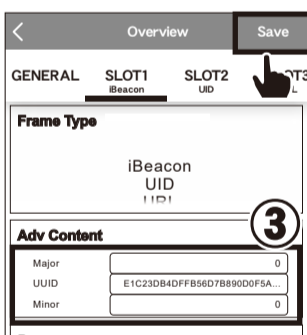 Overview
Save
GENERAL
SLOT1
iBeacon
SLOT2
UID
Frame Type
iBeacon
UID
URL
Adv Content
③
Major
0
UUID
E1C23DB4DFFB56D7B890D0F5A...
Minor
0